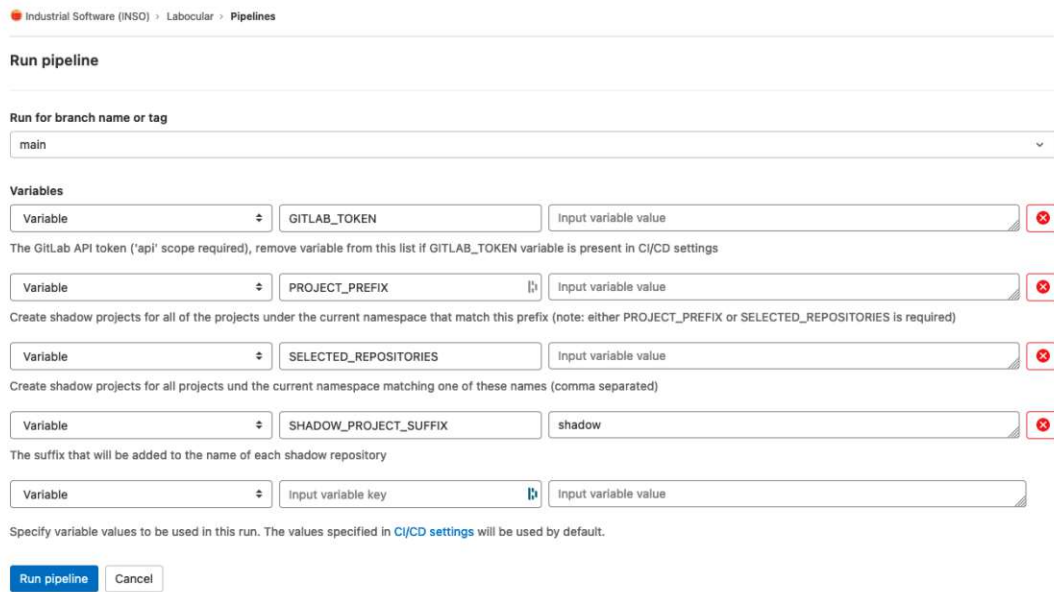 Industrial Software (INSO) › Labocular › Pipelines
Run pipeline
Run for branch name or tag
main
Variables
Variable GITLAB_TOKEN Input variable value
The GitLab API token ('api' scope required), remove variable from this list if GITLAB_TOKEN variable is present in CI/CD settings
Variable PROJECT_PREFIX Input variable value
Create shadow projects for all of the projects under the current namespace that match this prefix (note: either PROJECT_PREFIX or SELECTED_REPOSITORIES is required)
Variable SELECTED_REPOSITORIES Input variable value
Create shadow projects for all projects und the current namespace matching one of these names (comma separated)
Variable SHADOW_PROJECT_SUFFIX shadow
The suffix that will be added to the name of each shadow repository
Variable Input variable key Input variable value
Specify variable values to be used in this run. The values specified in CI/CD settings will be used by default.
Run pipeline Cancel